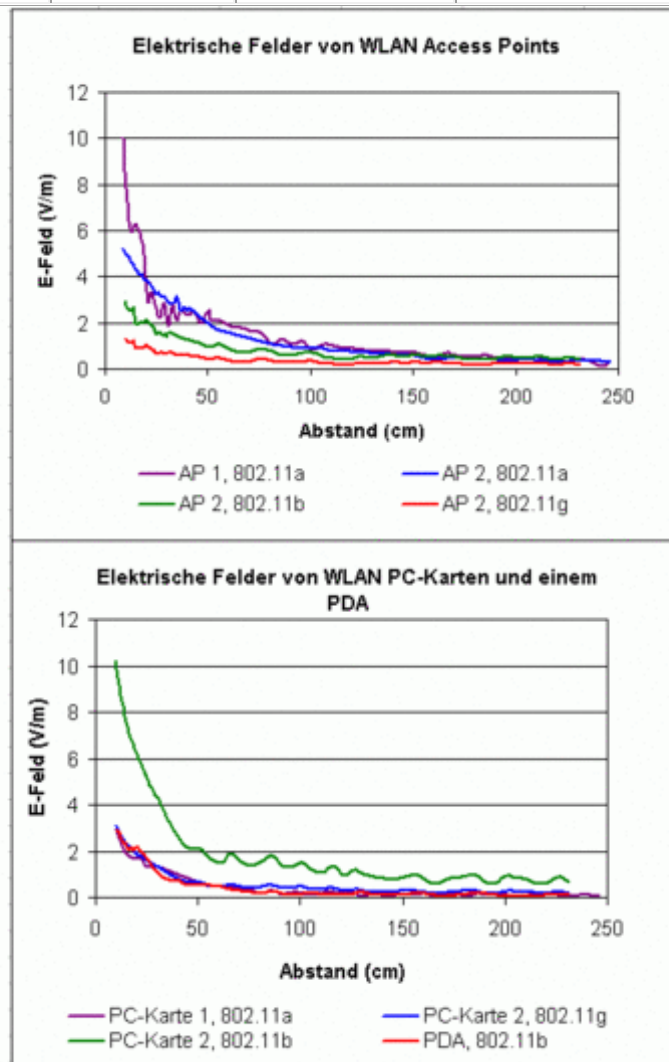 Elektrische Felder von WLAN Access Points
12
10
8
6
4
2
0
E-Feld (V/m)
0 50 100 150 200 250
Abstand (cm)
AP 1, 802.11a AP 2, 802.11a
AP 2, 802.11b AP 2, 802.11g
Elektrische Felder von WLAN PC-Karten und einem
PDA
12
10
8
6
4
2
0
E-Feld (V/m)
0 50 100 150 200 250
Abstand (cm)
PC-Karte 1, 802.11a PC-Karte 2, 802.11g
PC-Karte 2, 802.11b PDA, 802.11b